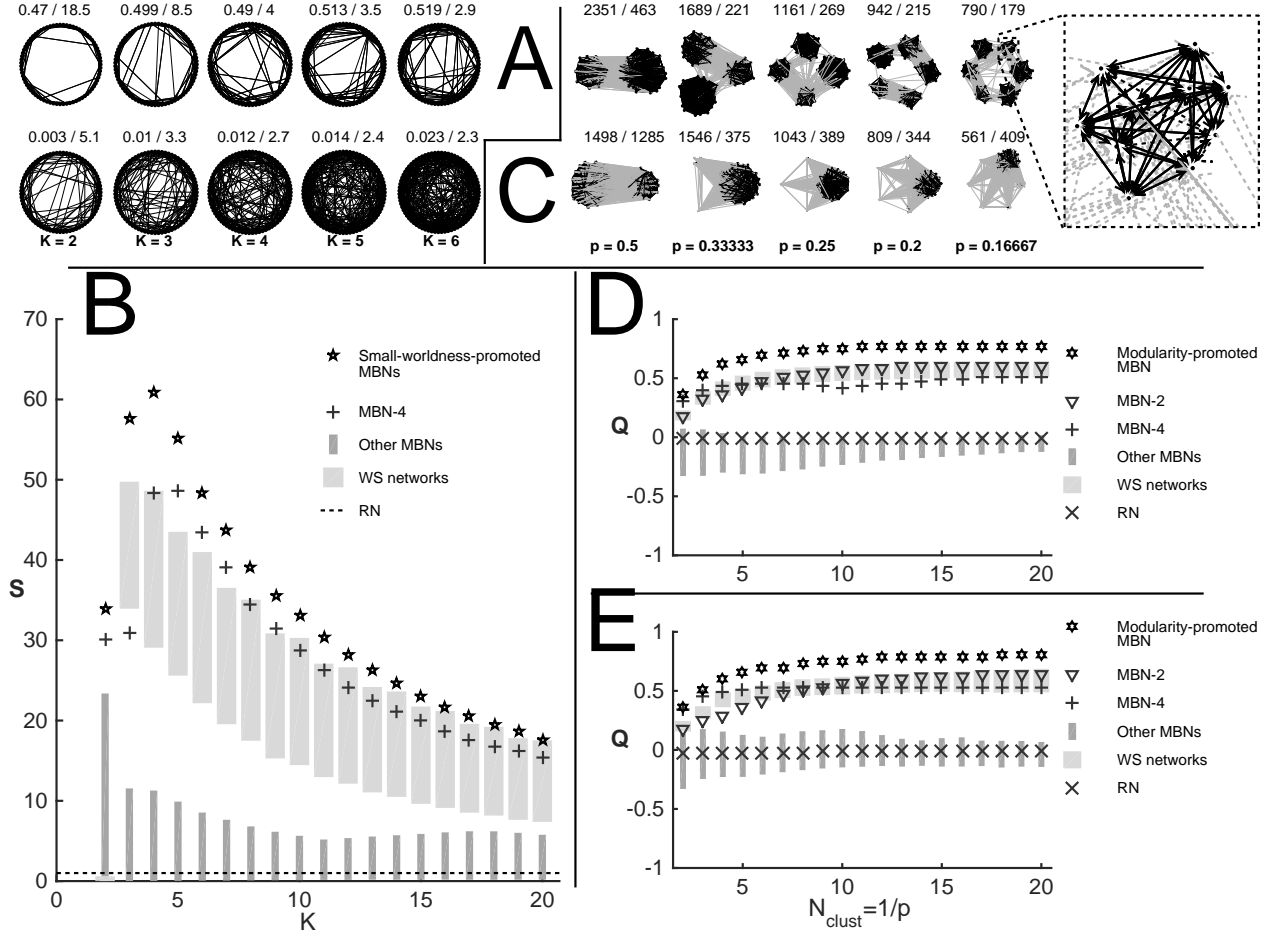 0.47 / 18.5 0.499 / 8.5 0.49 / 4 0.513 / 3.5 0.519 / 2.9
A
0.003 / 5.1 0.01 / 3.3 0.012 / 2.7 0.014 / 2.4 0.023 / 2.3
K = 2 K = 3 K = 4 K = 5 K = 6
2351 / 463 1689 / 221 1161 / 269 942 / 215 790 / 179
C
1498 / 1285 1546 / 375 1043 / 389 809 / 344 561 / 409
p = 0.5 p = 0.33333 p = 0.25 p = 0.2 p = 0.16667
B
70
60
50
40
30
20
10
0
S
0 5 10 15 20
K
Small-worldness-promoted
MBNs
MBN-4
Other MBNs
WS networks
RN
D
1
0.5
0
-0.5
-1
Q
5 10 15 20
Modularity-promoted
MBN
MBN-2
MBN-4
Other MBNs
WS networks
RN
E
1
0.5
0
-0.5
-1
Q
5 10 15 20
N_clust=1/p
Modularity-promoted
MBN
MBN-2
MBN-4
Other MBNs
WS networks
RN